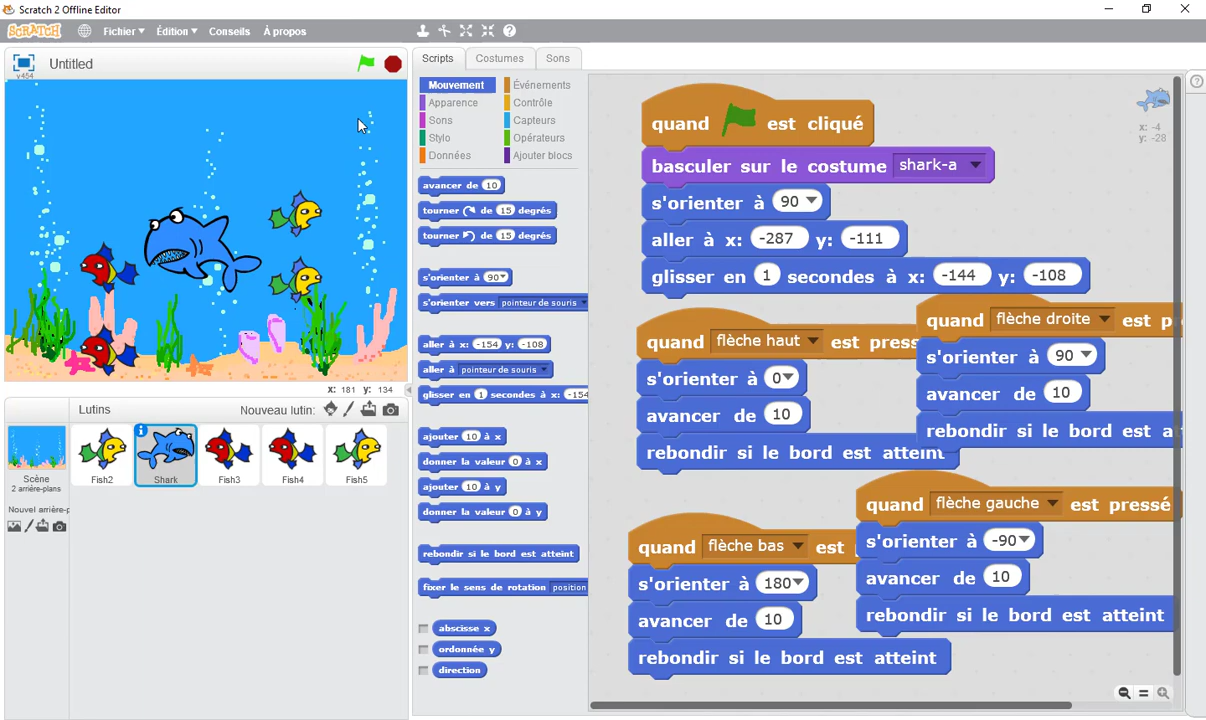 Scratch 2 Offline Editor
SCRATCH Fichier Édition Conseils À propos
v454 Untitled
x: 181 y: 134
Lutins Nouveau lutin:
Scène
2 arrière-plans
Nouvel arrière-p
Fish2 Shark Fish3 Fish4 Fish5
Scripts Costumes Sons
Mouvement Événements
Apparence Contrôle
Sons Capteurs
Stylo Opérateurs
Données Ajouter blocs
avancer de 10
tourner de 15 degrés
tourner de 15 degrés
s'orienter à 90
s'orienter vers pointeur de souris
aller à x: -154 y: -108
aller à pointeur de souris
glisser en 1 secondes à x: -154
ajouter 10 à x
donner la valeur 0 à x
ajouter 10 à y
donner la valeur 0 à y
rebondir si le bord est atteint
fixer le sens de rotation position
abscisse x
ordonnée y
direction
x: -4
y: -28
quand est cliqué
basculer sur le costume shark-a
s'orienter à 90
aller à x: -287 y: -111
glisser en 1 secondes à x: -144 y: -108
quand flèche haut est press
s'orienter à 0
avancer de 10
rebondir si le bord est atteint
quand flèche droite est p
s'orienter à 90
avancer de 10
rebondir si le bord est a
quand flèche bas est
s'orienter à 180
avancer de 10
rebondir si le bord est atteint
quand flèche gauche est pressé
s'orienter à -90
avancer de 10
rebondir si le bord est atteint